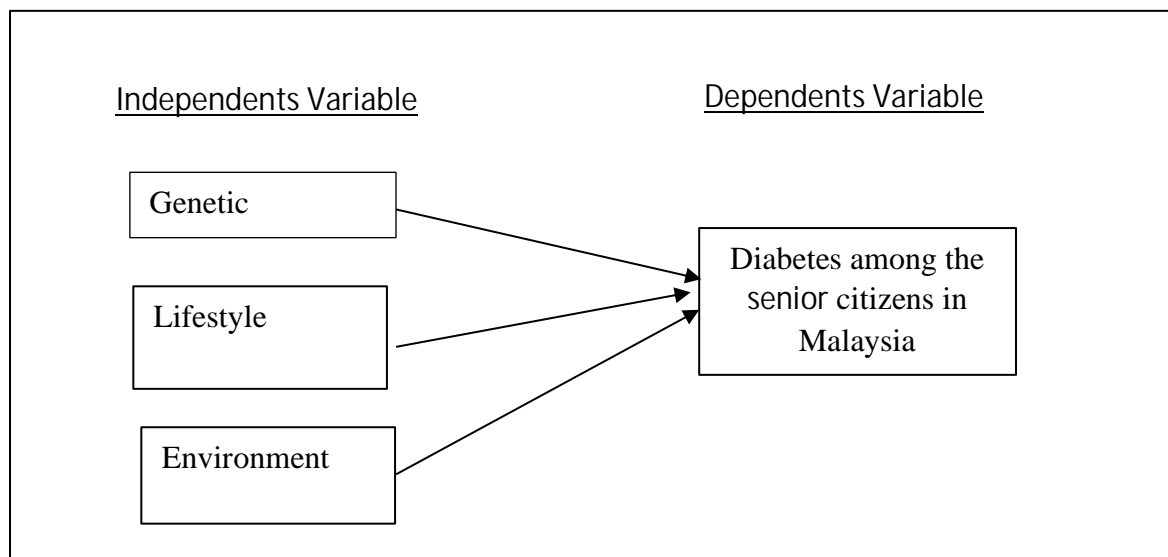 Independents Variable
Dependents Variable
Genetic
Lifestyle
Environment
Diabetes among the
senior citizens in
Malaysia